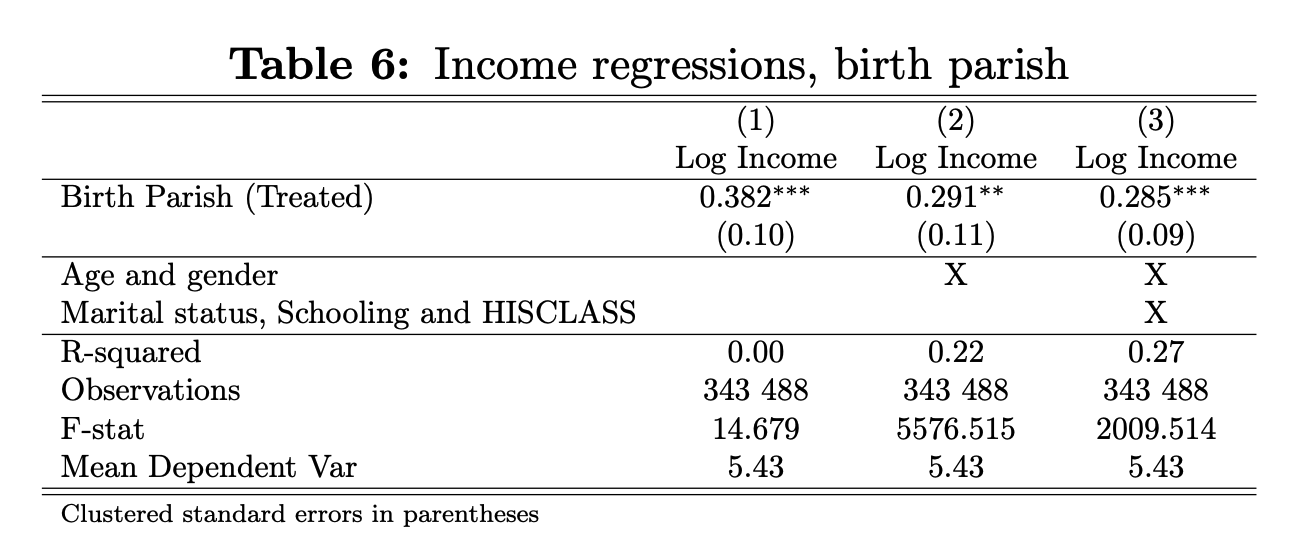 Table 6: Income regressions, birth parish
(1) (2) (3)
Log Income Log Income Log Income
Birth Parish (Treated) 0.382*** 0.291** 0.285***
(0.10) (0.11) (0.09)
Age and gender X X
Marital status, Schooling and HISCLASS X
R-squared 0.00 0.22 0.27
Observations 343 488 343 488 343 488
F-stat 14.679 5576.515 2009.514
Mean Dependent Var 5.43 5.43 5.43
Clustered standard errors in parentheses